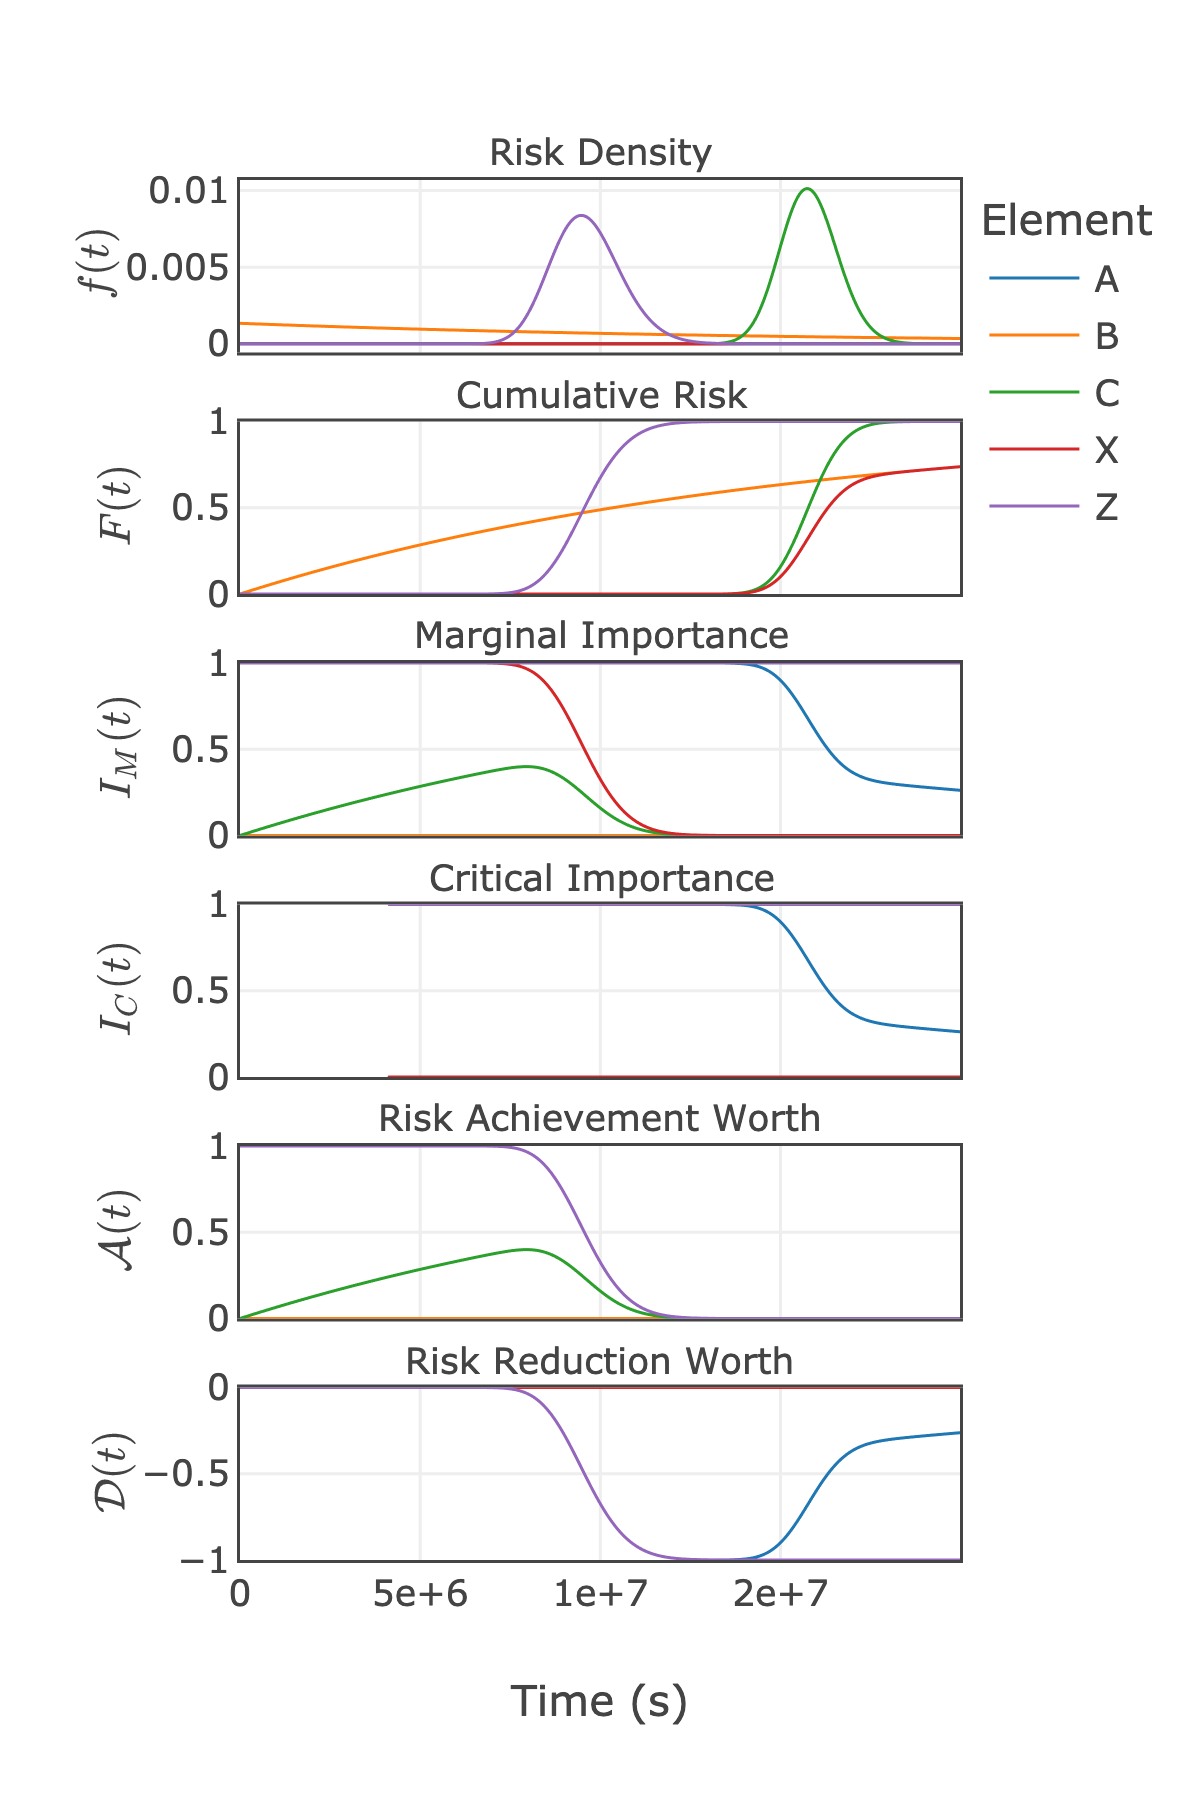 Risk Density
f(t)
0.01
0.005
0
Element
A
B
C
X
Z
Cumulative Risk
F(t)
1
0.5
0
Marginal Importance
I_M(t)
1
0.5
0
Critical Importance
I_C(t)
1
0.5
0
Risk Achievement Worth
𝒜(t)
1
0.5
0
Risk Reduction Worth
𝒟(t)
0
−0.5
−1
0 5e+6 1e+7 2e+7
Time (s)